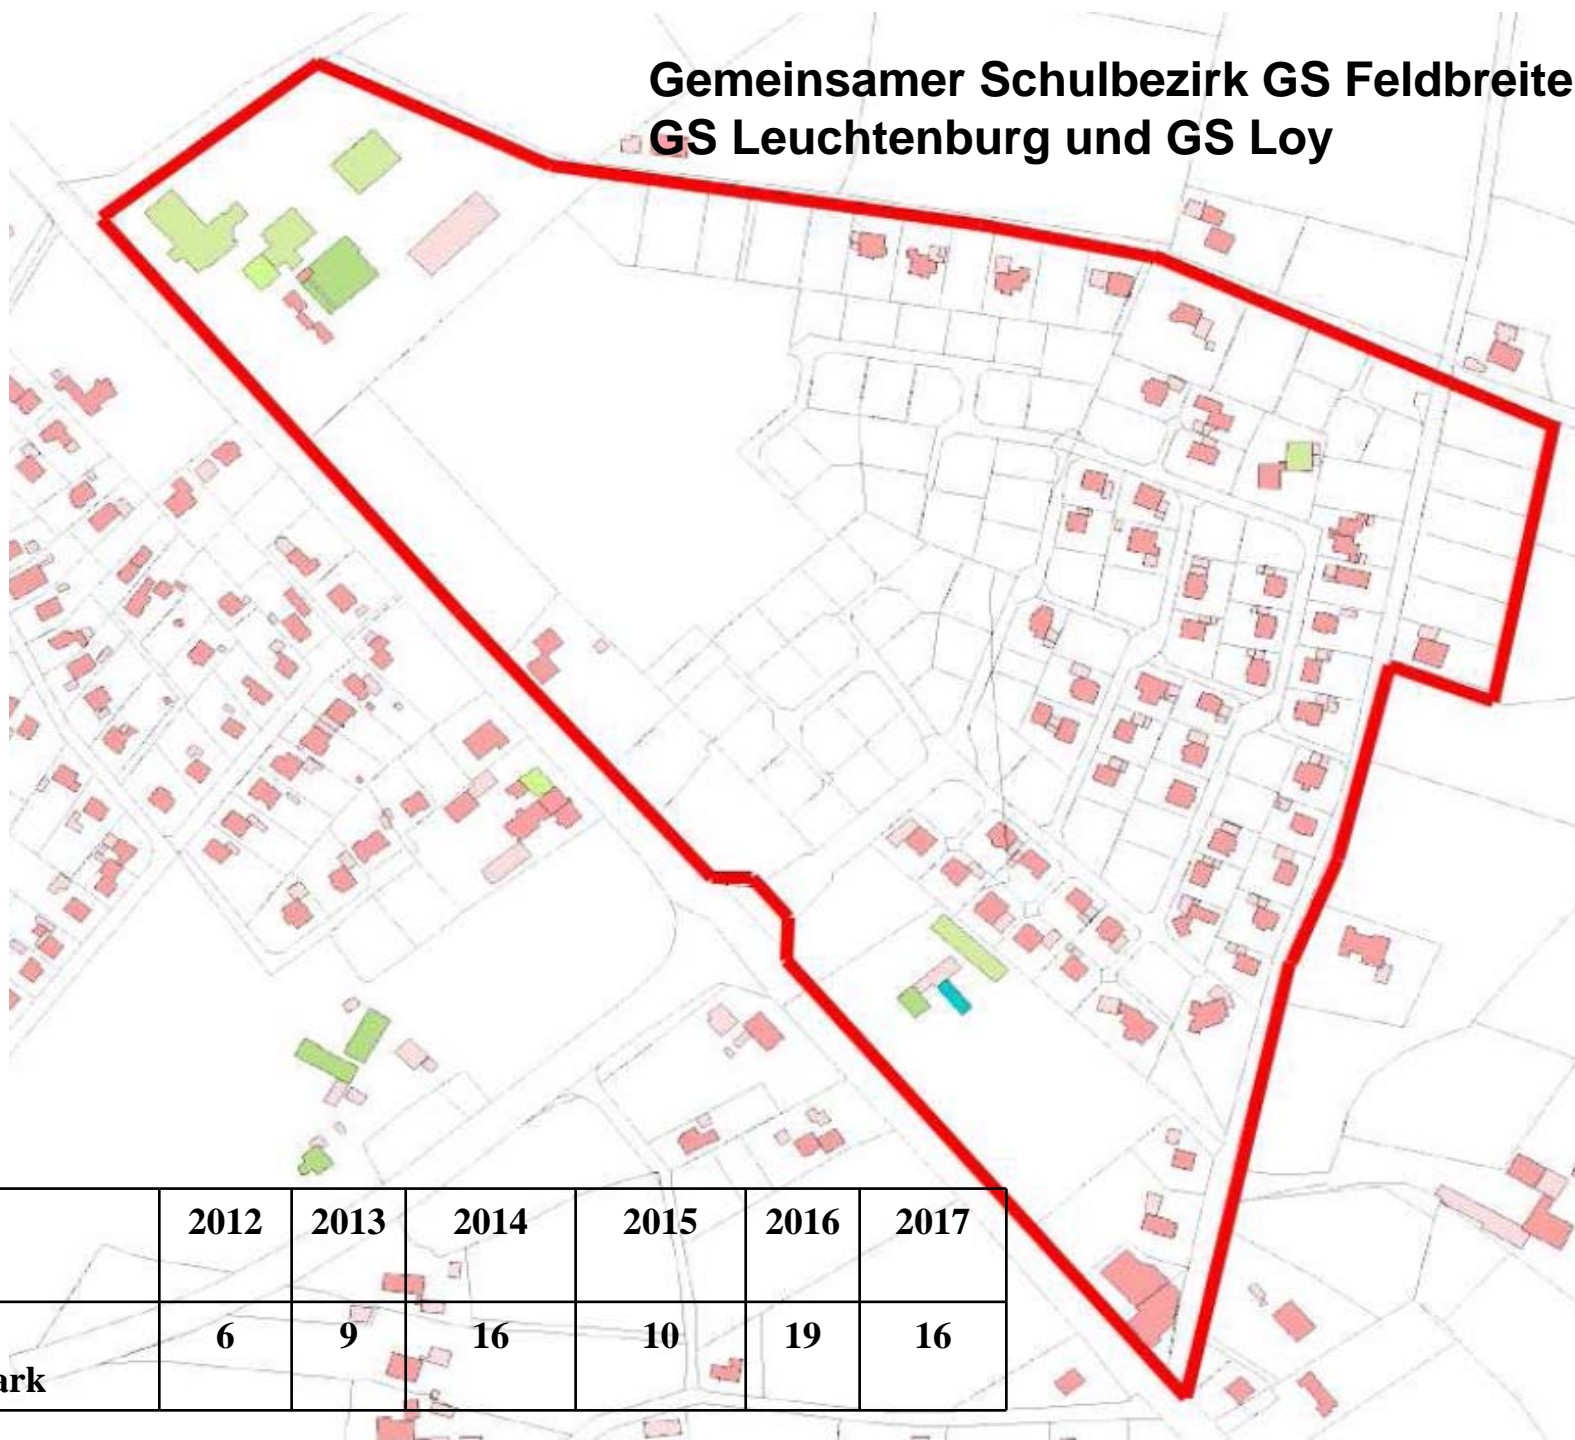 Gemeinsamer Schulbezirk GS Feldbreite
GS Leuchtenburg und GS Loy
2012 2013 2014 2015 2016 2017
6 9 16 10 19 16